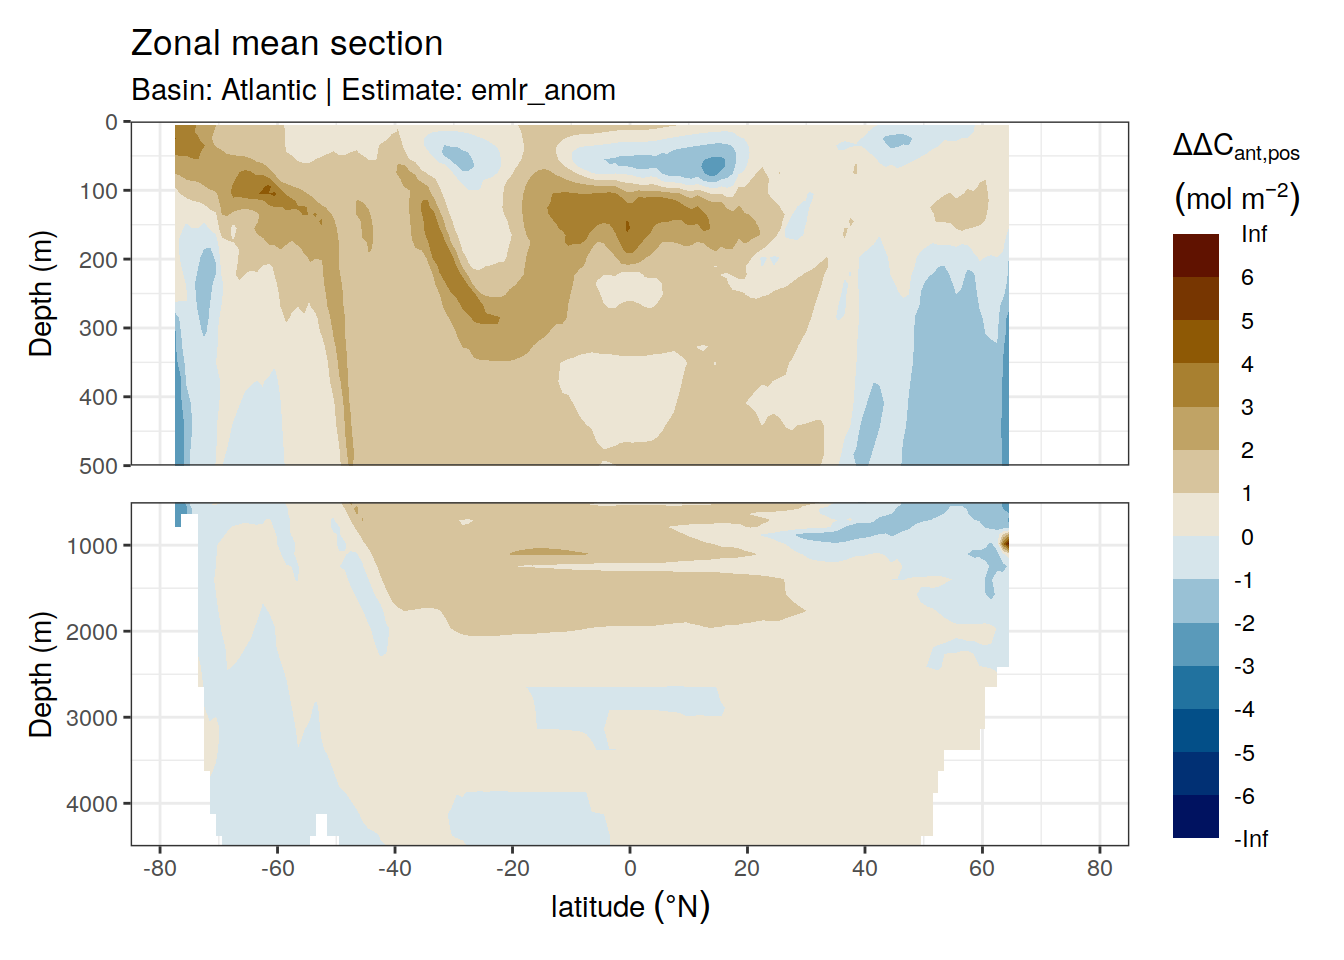 Zonal mean section
Basin: Atlantic | Estimate: emlr_anom
ΔΔC_ant,pos
(mol m⁻²)
Inf
6
5
4
3
2
1
0
-1
-2
-3
-4
-5
-6
-Inf
Depth (m)
0
100
200
300
400
500
Depth (m)
1000
2000
3000
4000
-80 -60 -40 -20 0 20 40 60 80
latitude (°N)